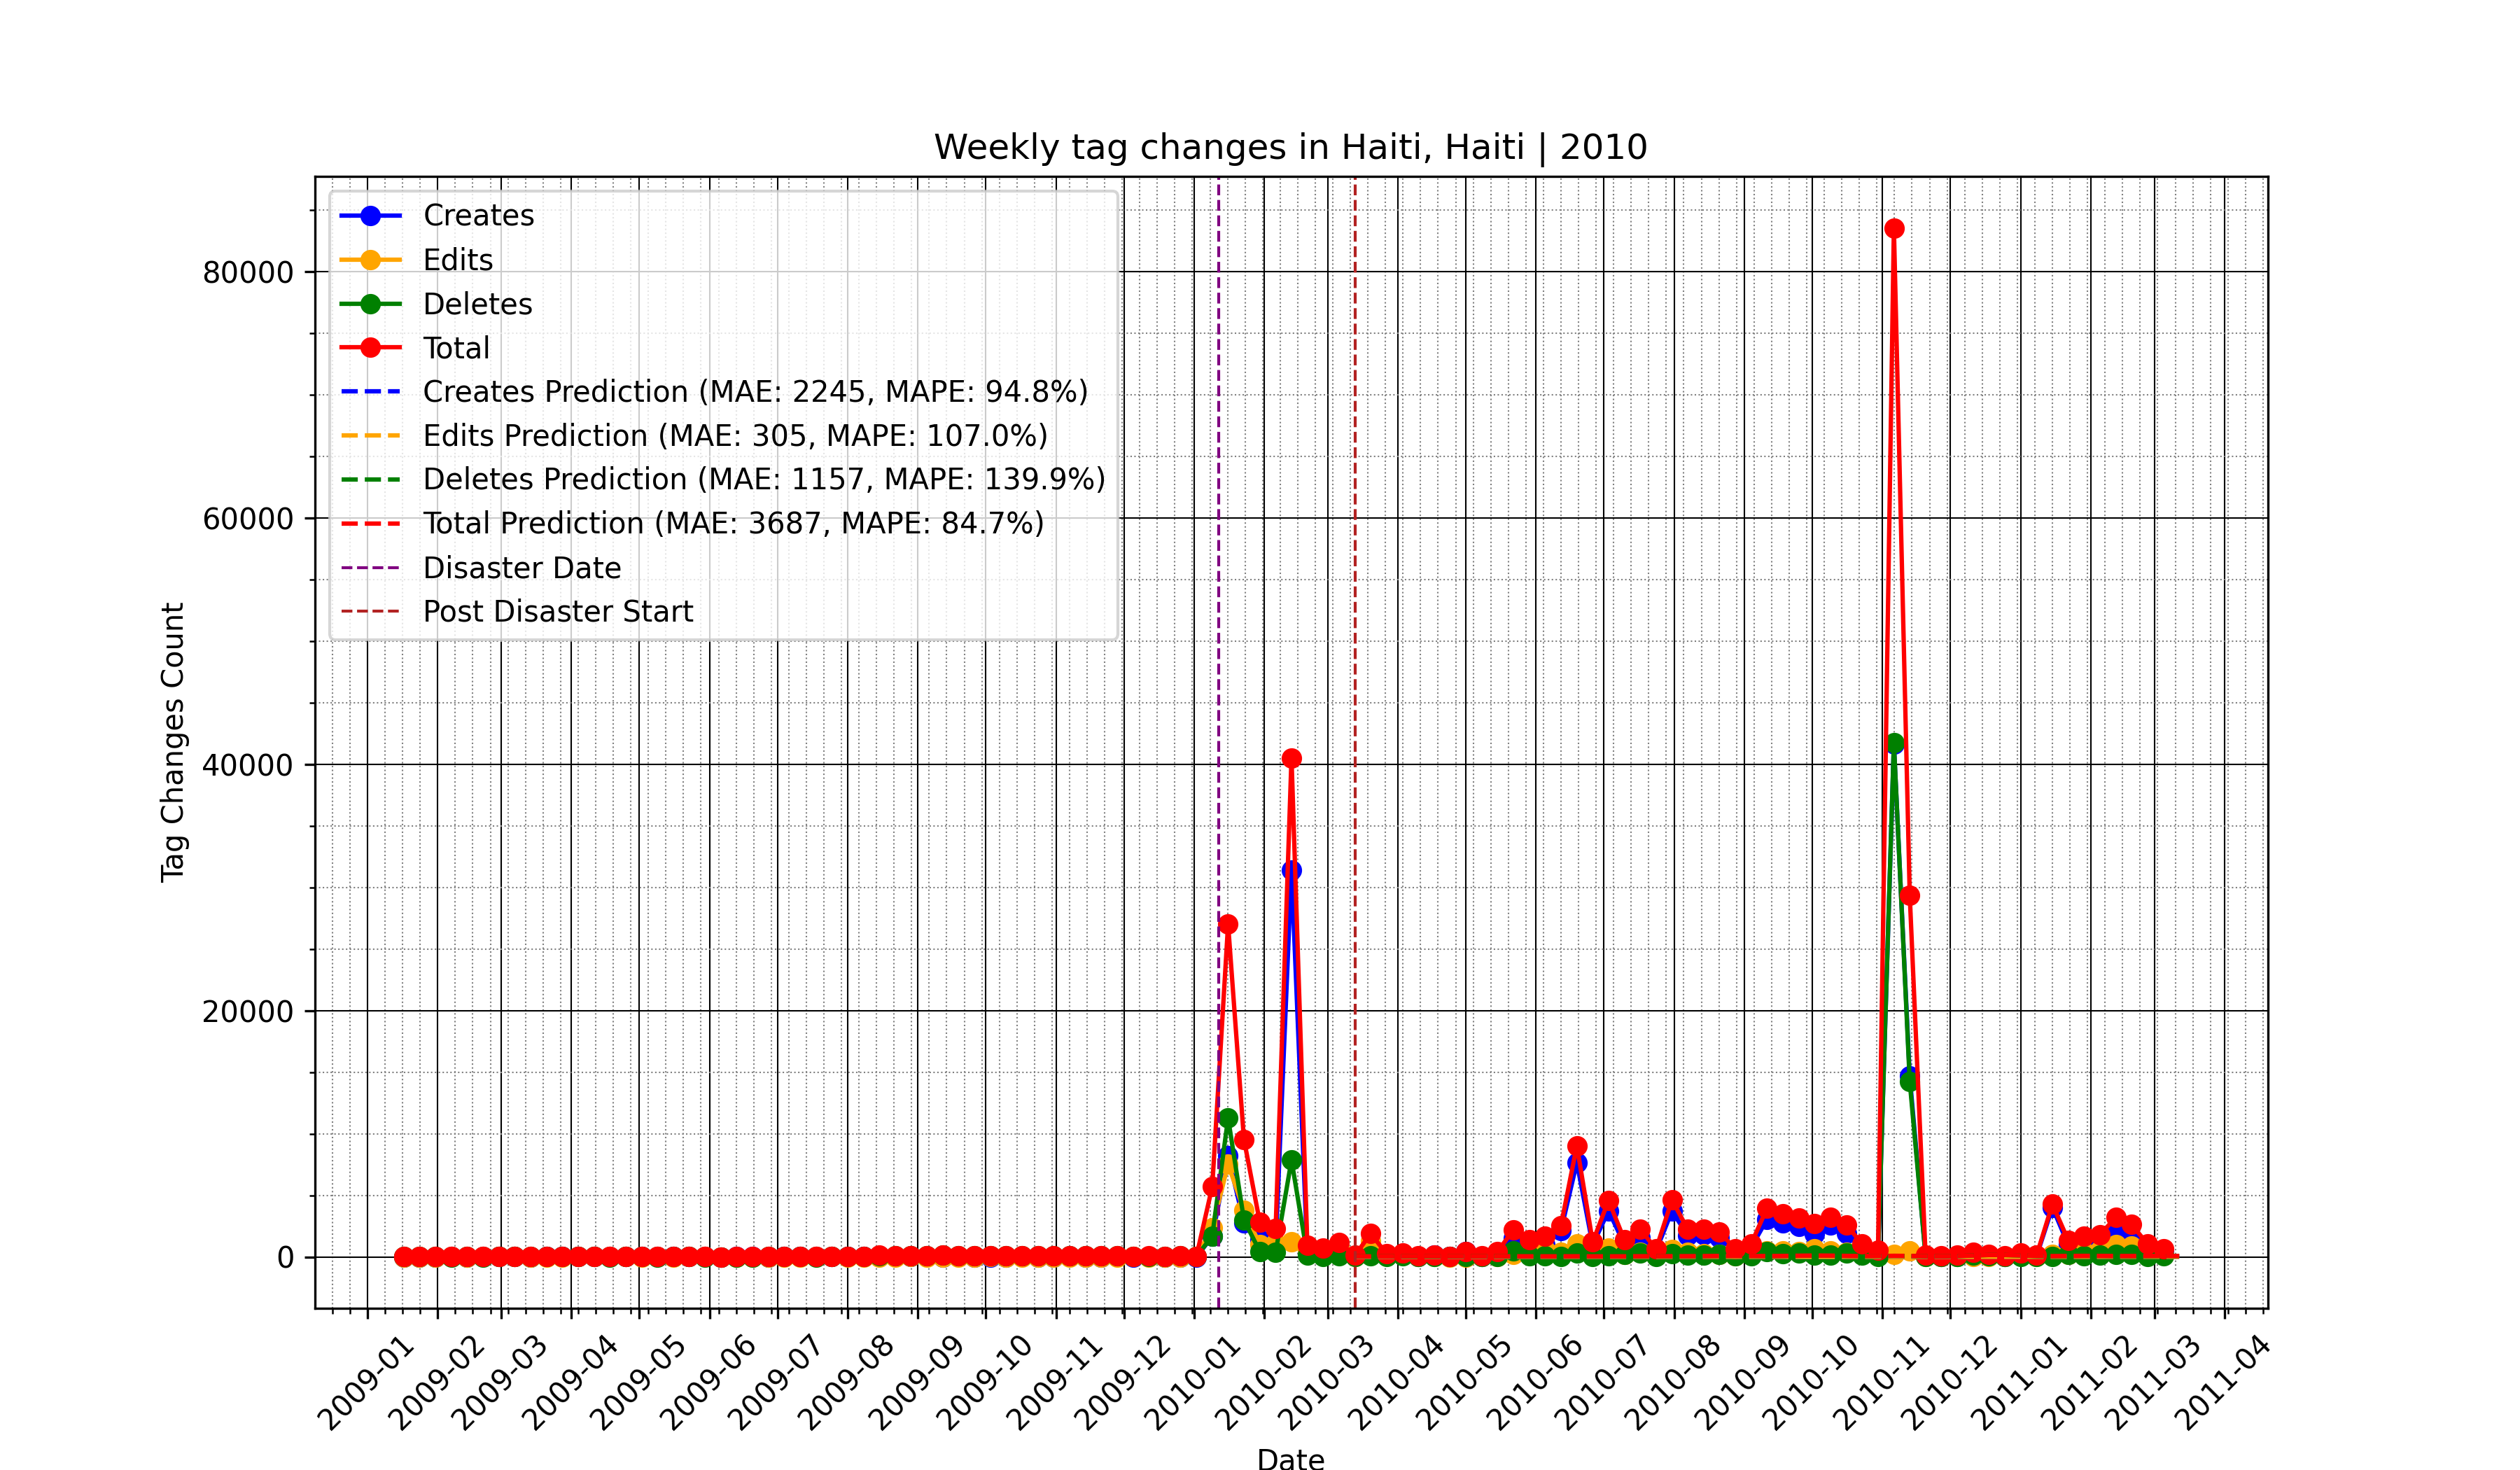 Weekly tag changes in Haiti, Haiti | 2010
Creates
Edits
Deletes
Total
Creates Prediction (MAE: 2245, MAPE: 94.8%)
Edits Prediction (MAE: 305, MAPE: 107.0%)
Deletes Prediction (MAE: 1157, MAPE: 139.9%)
Total Prediction (MAE: 3687, MAPE: 84.7%)
Disaster Date
Post Disaster Start
Tag Changes Count
80000
60000
40000
20000
0
2009-01
2009-02
2009-03
2009-04
2009-05
2009-06
2009-07
2009-08
2009-09
2009-10
2009-11
2009-12
2010-01
2010-02
2010-03
2010-04
2010-05
2010-06
2010-07
2010-08
2010-09
2010-10
2010-11
2010-12
2011-01
2011-02
2011-03
2011-04
Date